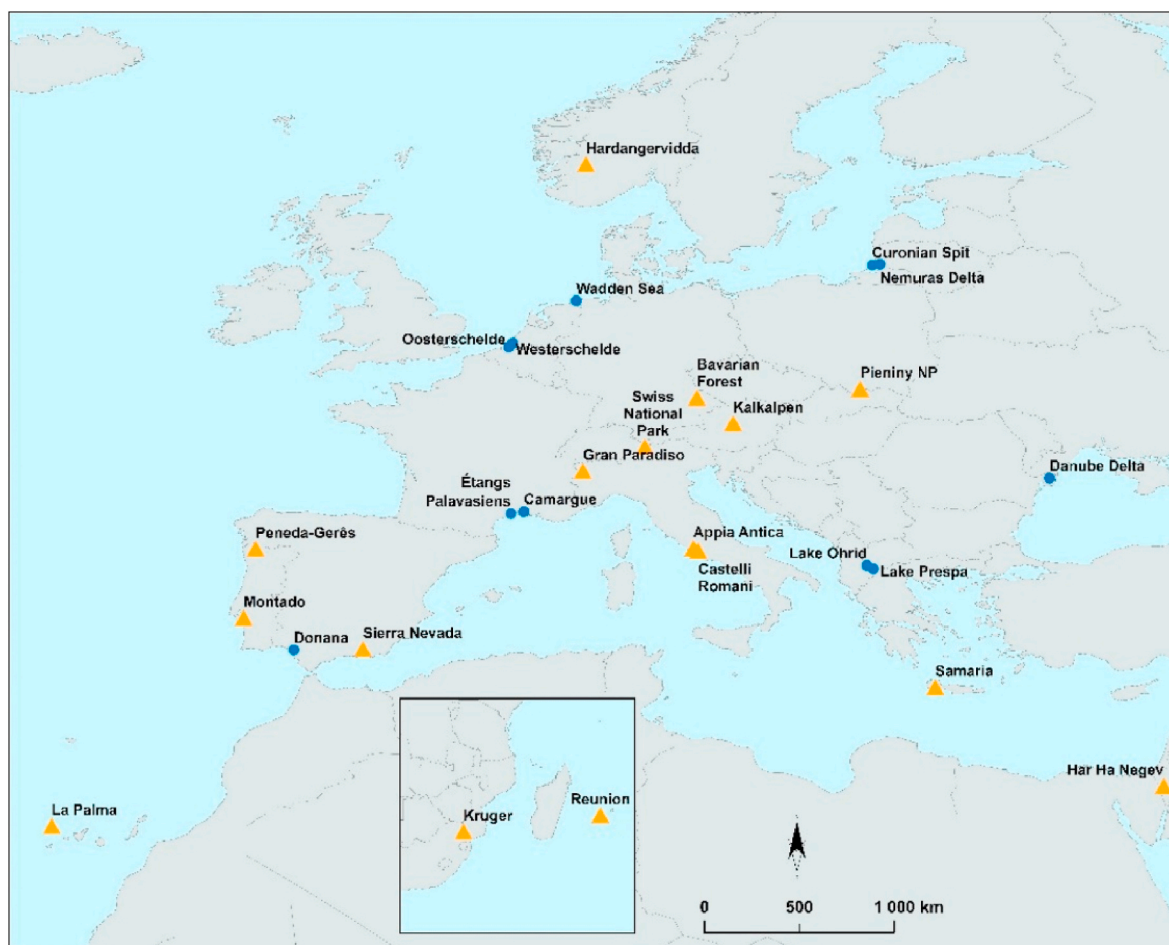 Hardangervidda
Curonian Spit
Nemuras Delta
Wadden Sea
Oosterschelde
Westerschelde
Bavarian
Forest
Pieniny NP
Swiss
National
Park
Kalkalpen
Gran Paradiso
Danube Delta
Étangs
Palavasiens
Camargue
Peneda-Gerês
Appia Antica
Castelli
Romani
Lake Ohrid
Lake Prespa
Montado
Donana
Sierra Nevada
Samaria
Har Ha Negev
La Palma
Kruger
Reunion
0 500 1 000 km